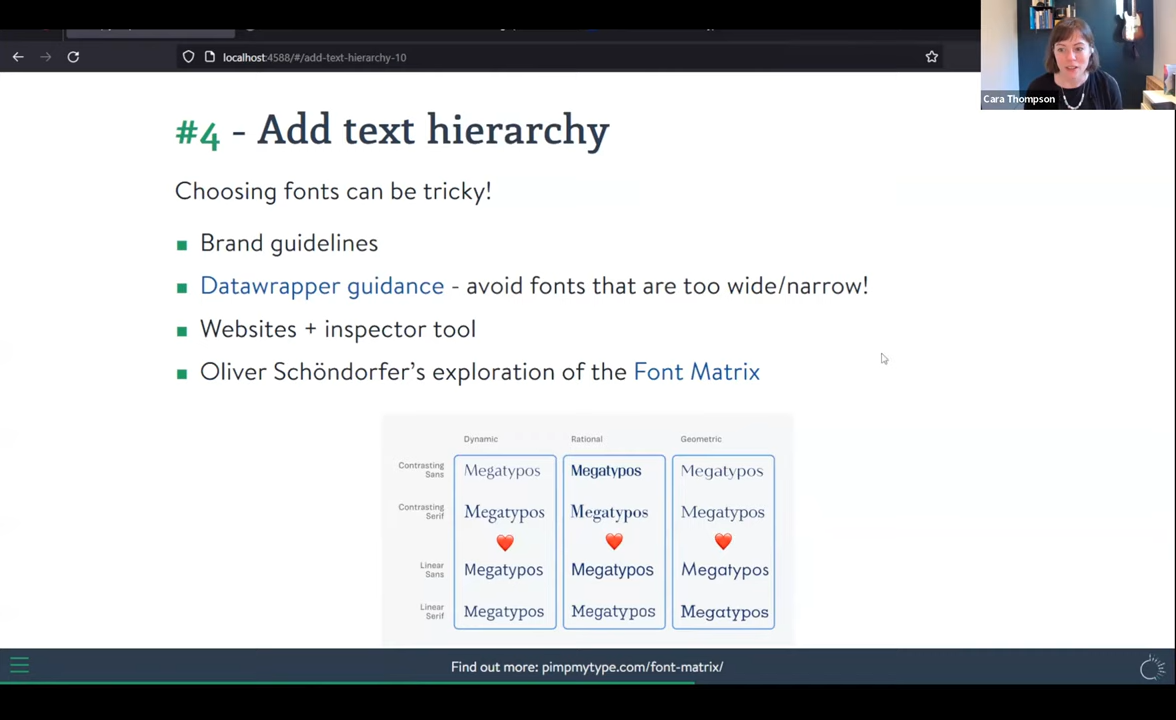 localhost:4588/#/add-text-hierarchy-10
Cara Thompson
#4 - Add text hierarchy
Choosing fonts can be tricky!
Brand guidelines
Datawrapper guidance - avoid fonts that are too wide/narrow!
Websites + inspector tool
Oliver Schöndorfer’s exploration of the Font Matrix
Dynamic Rational Geometric
Contrasting
Sans
Megatypos Megatypos Megatypos
Contrasting
Serif
Megatypos Megatypos Megatypos
Linear
Sans
Megatypos Megatypos Megatypos
Linear
Serif
Megatypos Megatypos Megatypos
Find out more: pimpmytype.com/font-matrix/